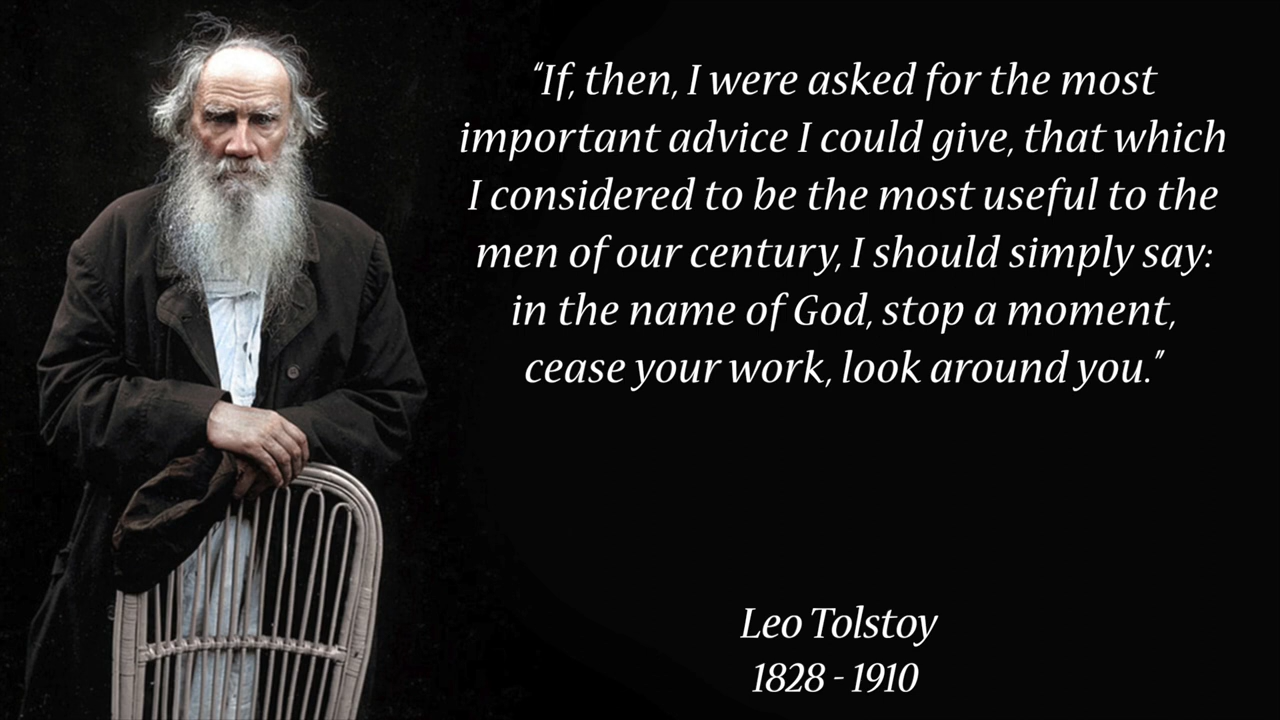 “If, then, I were asked for the most
important advice I could give, that which
I considered to be the most useful to the
men of our century, I should simply say:
in the name of God, stop a moment,
cease your work, look around you.”
Leo Tolstoy
1828 - 1910